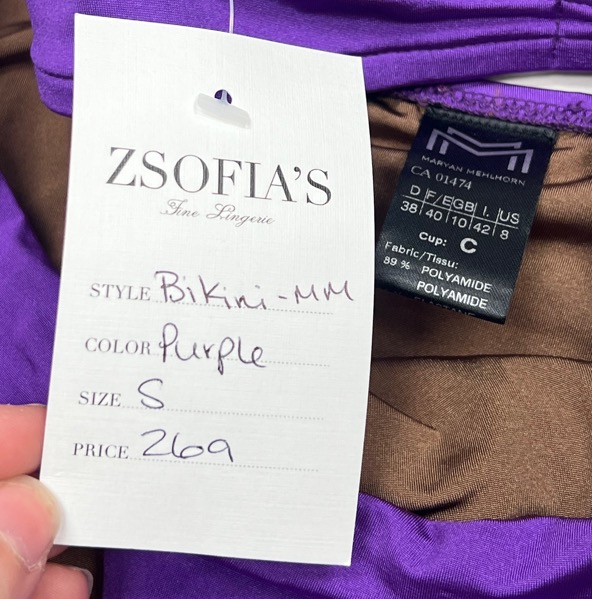 ZSOFIA'S
Fine Lingerie
STYLE Bikini-MM
COLOR Purple
SIZE S
PRICE 269
MARYAN MEHLHORN
CA 01474
D F/E GB I. US
38 40 10 42 8
Cup: C
Fabric/Tissu:
89 % POLYAMIDE
POLYAMIDE